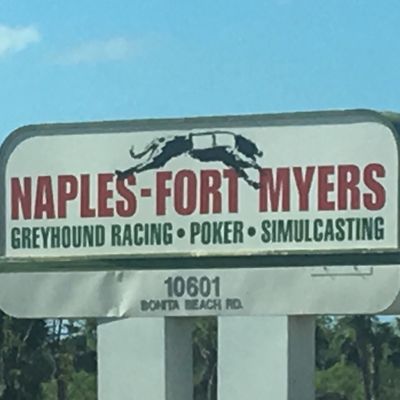 NAPLES-FORT MYERS
GREYHOUND RACING • POKER • SIMULCASTING
10601
BONITA BEACH RD.